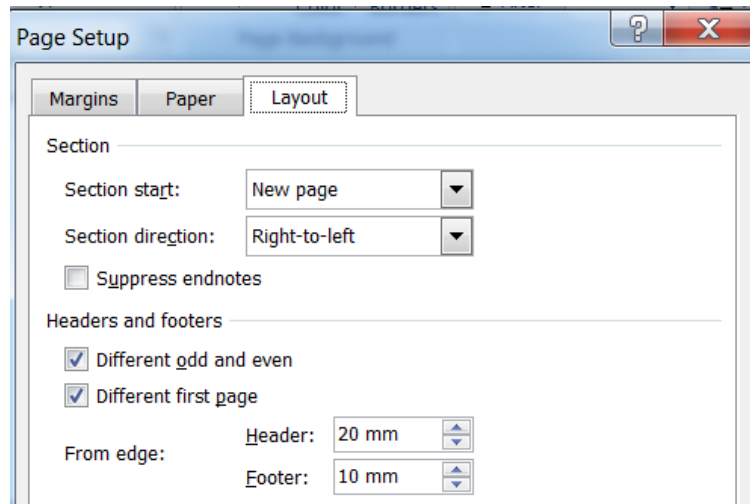 Page Setup
Margins Paper Layout
Section
Section start: New page
Section direction: Right-to-left
Suppress endnotes
Headers and footers
Different odd and even
Different first page
From edge:
Header: 20 mm
Footer: 10 mm